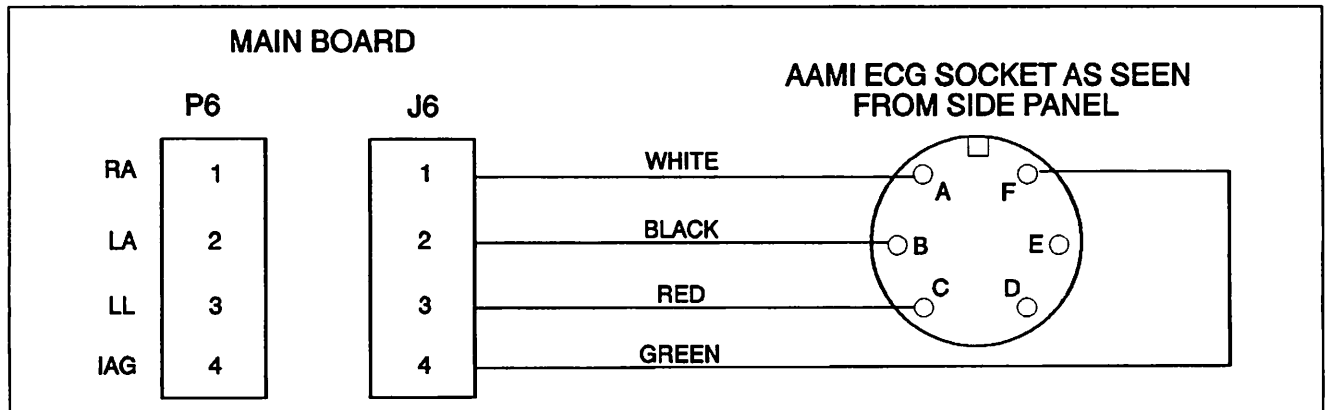 MAIN BOARD
AAMI ECG SOCKET AS SEEN
FROM SIDE PANEL
P6
J6
RA 1 1 WHITE A F
LA 2 2 BLACK B E
LL 3 3 RED C D
IAG 4 4 GREEN